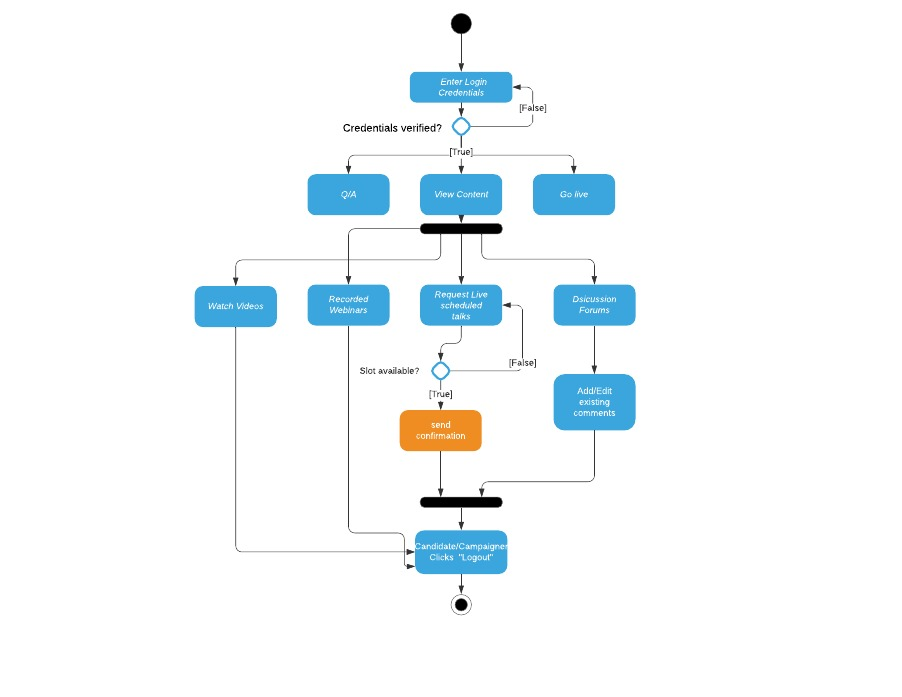 Enter Login
Credentials
[False]
Credentials verified?
[True]
Q/A
View Content
Go live
Watch Videos
Recorded
Webinars
Request Live
scheduled
talks
Dsicussion
Forums
Slot available?
[False]
[True]
Add/Edit
existing
comments
send
confirmation
Candidate/Campaigner
Clicks "Logout"